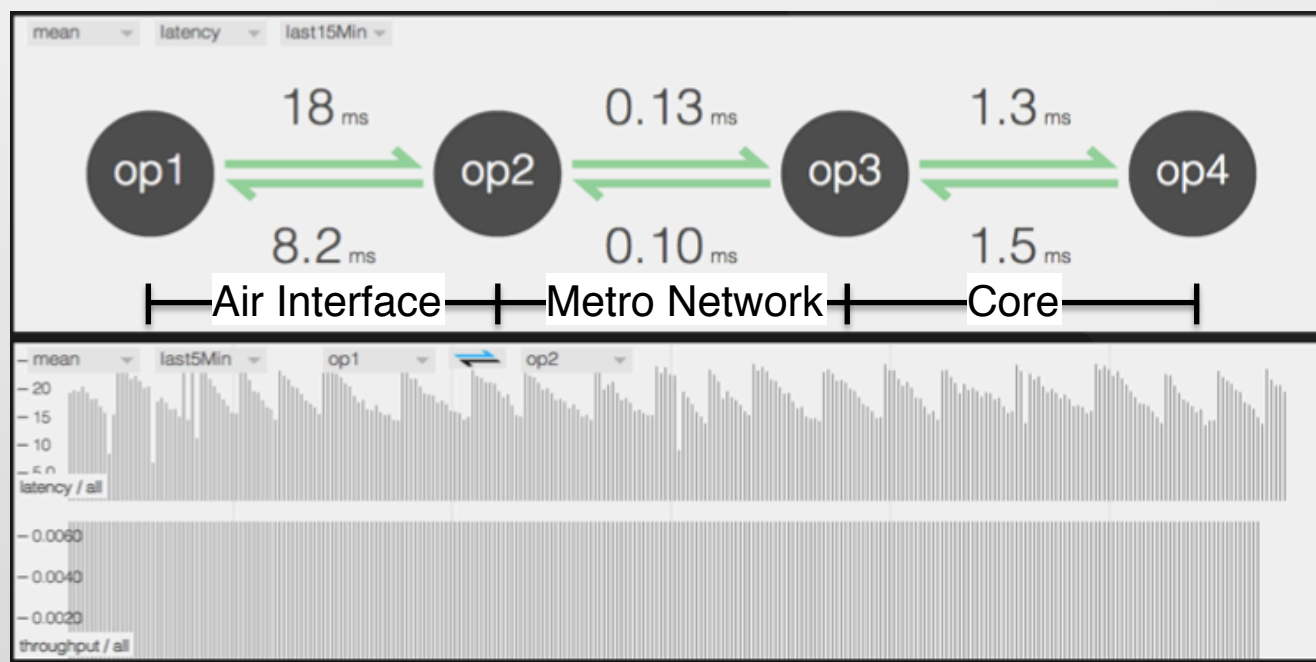 mean latency last15Min
18 ms 0.13 ms 1.3 ms
op1 op2 op3 op4
8.2 ms 0.10 ms 1.5 ms
Air Interface Metro Network Core
mean last5Min op1 op2
20
15
10
5.0
latency / all
0.0060
0.0040
0.0020
throughput / all